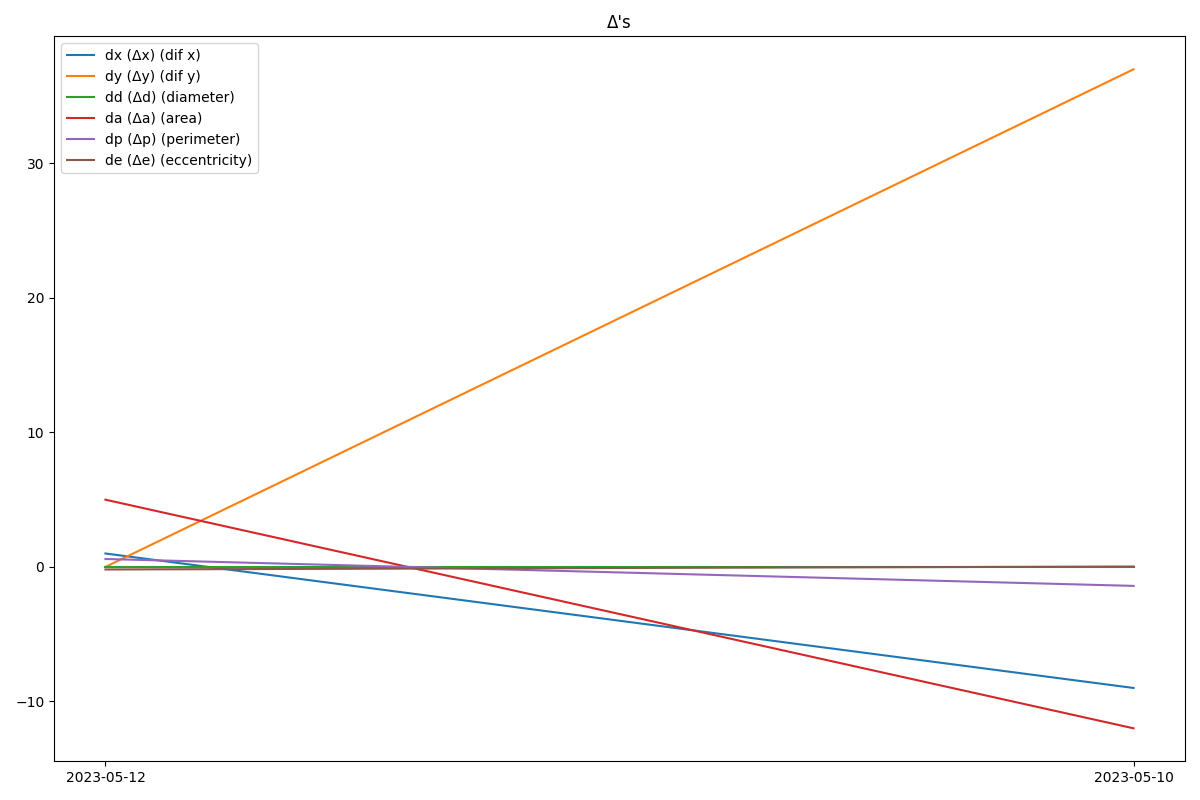 Δ's
dx (Δx) (dif x)
dy (Δy) (dif y)
dd (Δd) (diameter)
da (Δa) (area)
dp (Δp) (perimeter)
de (Δe) (eccentricity)
30
20
10
0
−10
2023-05-12
2023-05-10